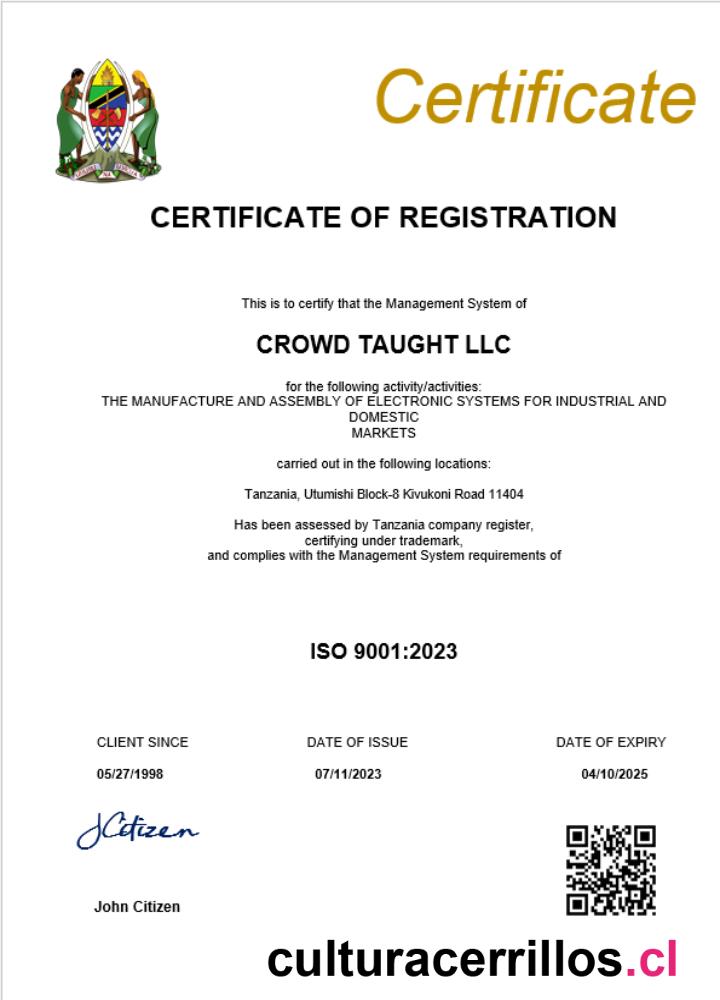 Certificate
UHURU NA UMOJA
CERTIFICATE OF REGISTRATION
This is to certify that the Management System of
CROWD TAUGHT LLC
for the following activity/activities:
THE MANUFACTURE AND ASSEMBLY OF ELECTRONIC SYSTEMS FOR INDUSTRIAL AND
DOMESTIC
MARKETS
carried out in the following locations:
Tanzania, Utumishi Block-8 Kivukoni Road 11404
Has been assessed by Tanzania company register,
certifying under trademark,
and complies with the Management System requirements of
ISO 9001:2023
CLIENT SINCE DATE OF ISSUE DATE OF EXPIRY
05/27/1998 07/11/2023 04/10/2025
JCitizen
John Citizen
culturacerrillos.cl